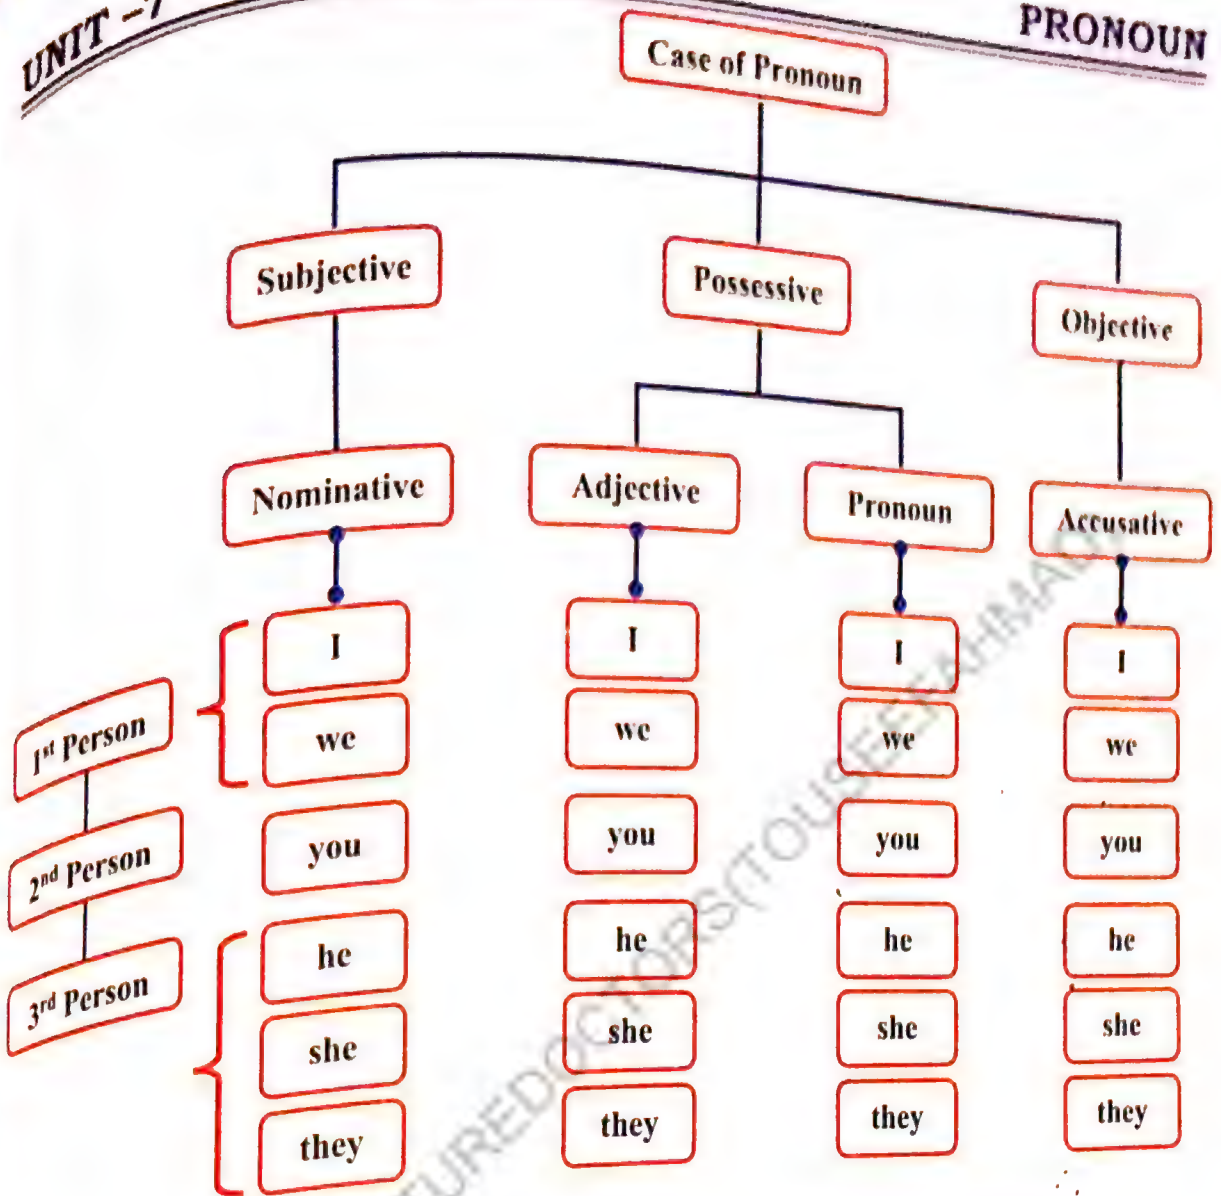 UNIT -7
PRONOUN
Case of Pronoun
Subjective
Possessive
Objective
Nominative
Adjective
Pronoun
Accusative
1st Person
2nd Person
3rd Person
I
I
I
I
we
we
we
we
you
you
you
you
he
he
he
he
she
she
she
she
they
they
they
they
TUREDOCTORS(TOUSEEFAHMAD)